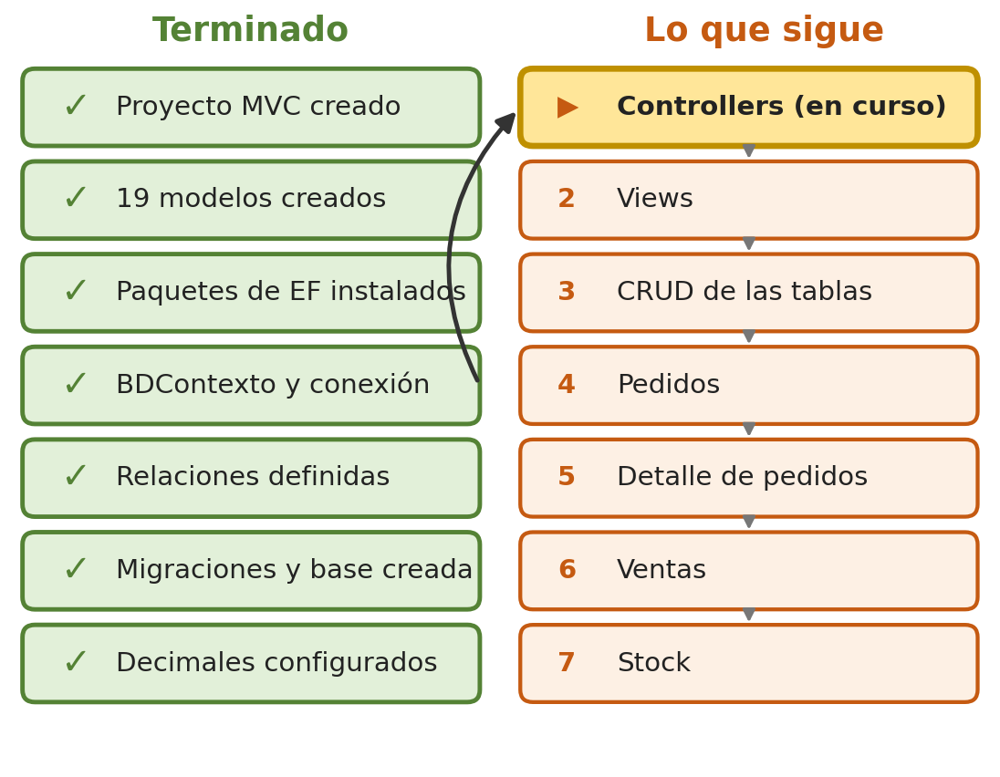 Terminado
✓ Proyecto MVC creado
✓ 19 modelos creados
✓ Paquetes de EF instalados
✓ BDContexto y conexión
✓ Relaciones definidas
✓ Migraciones y base creada
✓ Decimales configurados
Lo que sigue
▶ Controllers (en curso)
2 Views
3 CRUD de las tablas
4 Pedidos
5 Detalle de pedidos
6 Ventas
7 Stock